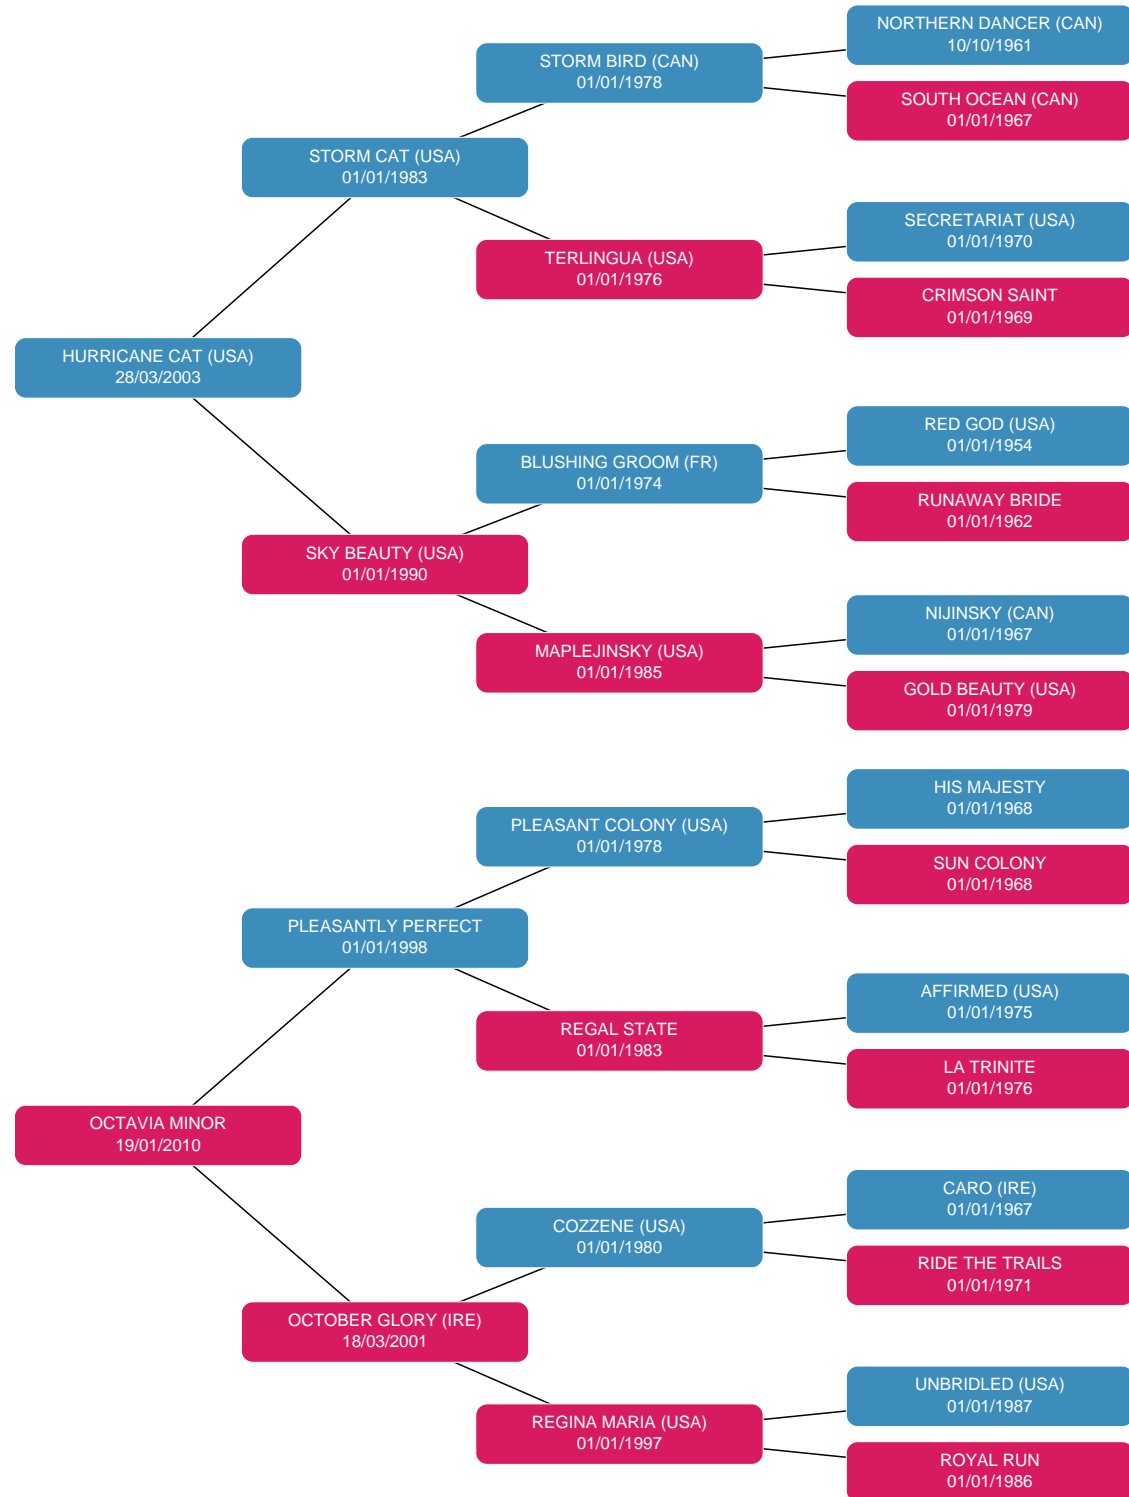 NORTHERN DANCER (CAN)
10/10/1961
STORM BIRD (CAN)
01/01/1978
SOUTH OCEAN (CAN)
01/01/1967
STORM CAT (USA)
01/01/1983
SECRETARIAT (USA)
01/01/1970
TERLINGUA (USA)
01/01/1976
CRIMSON SAINT
01/01/1969
HURRICANE CAT (USA)
28/03/2003
RED GOD (USA)
01/01/1954
BLUSHING GROOM (FR)
01/01/1974
RUNAWAY BRIDE
01/01/1962
SKY BEAUTY (USA)
01/01/1990
NIJINSKY (CAN)
01/01/1967
MAPLEJINSKY (USA)
01/01/1985
GOLD BEAUTY (USA)
01/01/1979
HIS MAJESTY
01/01/1968
PLEASANT COLONY (USA)
01/01/1978
SUN COLONY
01/01/1968
PLEASANTLY PERFECT
01/01/1998
AFFIRMED (USA)
01/01/1975
REGAL STATE
01/01/1983
LA TRINITE
01/01/1976
OCTAVIA MINOR
19/01/2010
CARO (IRE)
01/01/1967
COZZENE (USA)
01/01/1980
RIDE THE TRAILS
01/01/1971
OCTOBER GLORY (IRE)
18/03/2001
UNBRIDLED (USA)
01/01/1987
REGINA MARIA (USA)
01/01/1997
ROYAL RUN
01/01/1986